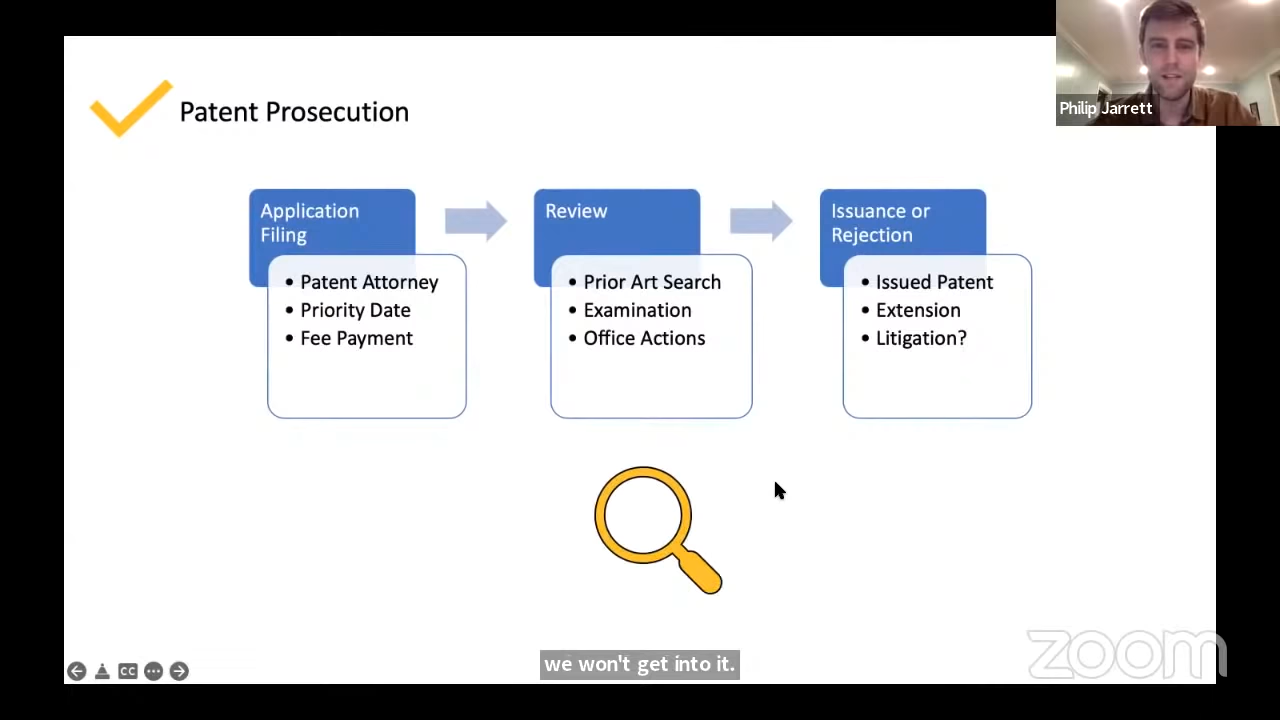 Philip Jarrett
Patent Prosecution
Application
Filing
• Patent Attorney
• Priority Date
• Fee Payment
Review
• Prior Art Search
• Examination
• Office Actions
Issuance or
Rejection
• Issued Patent
• Extension
• Litigation?
CC
we won't get into it.
zoom